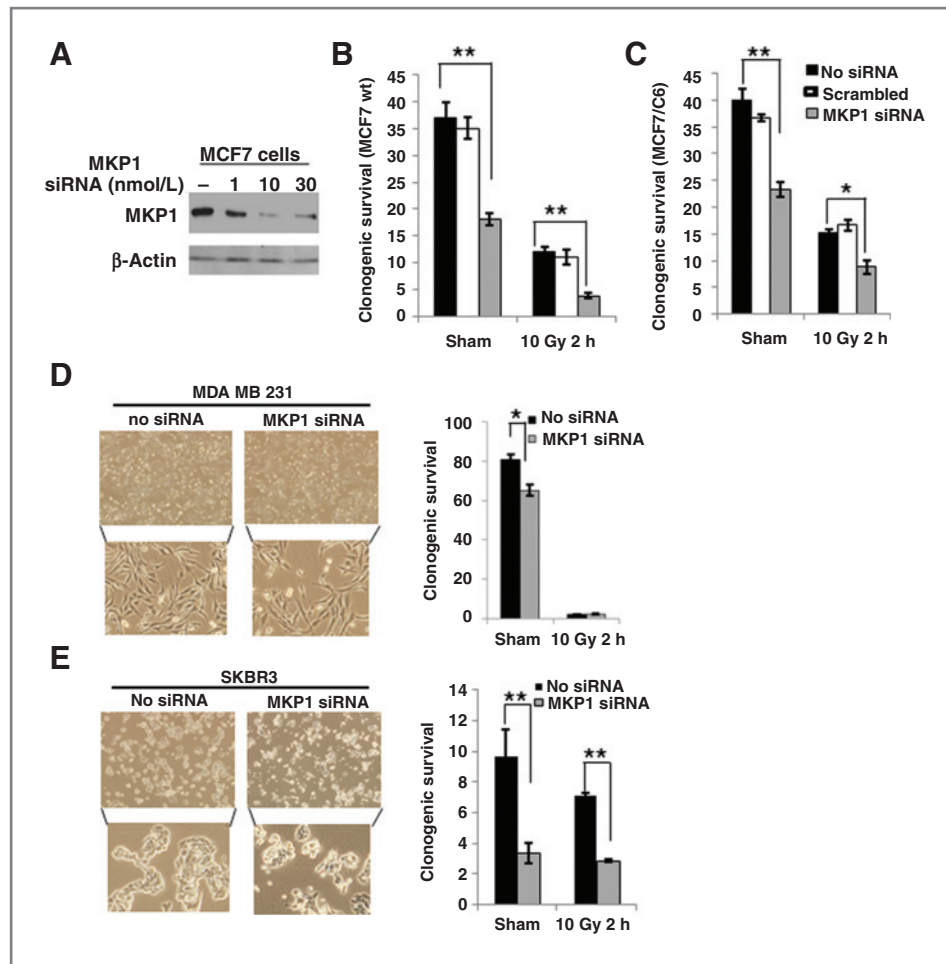 A
MKP1
siRNA (nmol/L)
MCF7 cells
– 1 10 30
MKP1
β-Actin
B
Clonogenic survival (MCF7 wt)
45
40
35
30
25
20
15
10
5
0
**
**
Sham 10 Gy 2 h
C
Clonogenic survival (MCF7/C6)
45
40
35
30
25
20
15
10
5
0
**
*
No siRNA
Scrambled
MKP1 siRNA
Sham 10 Gy 2 h
D
MDA MB 231
no siRNA MKP1 siRNA
Clonogenic survival
100
80
60
40
20
0
*
No siRNA
MKP1 siRNA
Sham 10 Gy 2 h
E
SKBR3
No siRNA MKP1 siRNA
Clonogenic survival
14
12
10
8
6
4
2
0
**
**
No siRNA
MKP1 siRNA
Sham 10 Gy 2 h